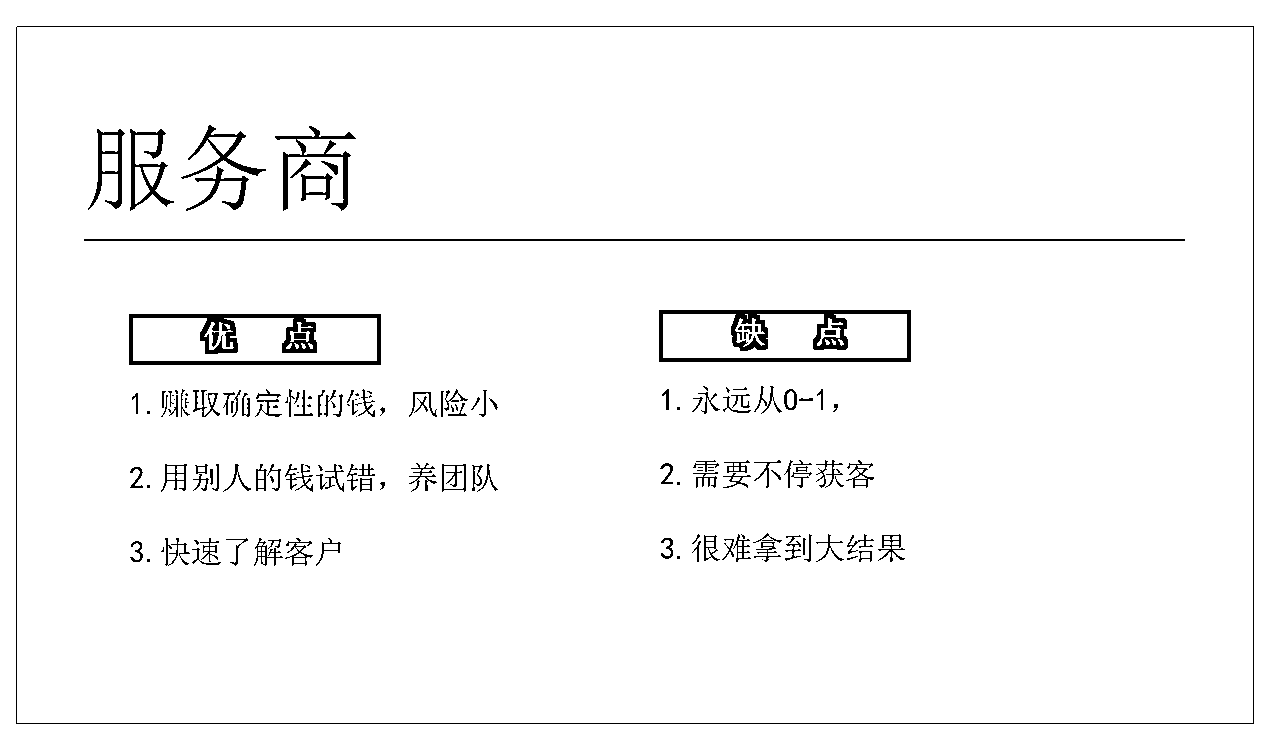 服务商
优 点
1.赚取确定性的钱，风险小
2.用别人的钱试错，养团队
3.快速了解客户
缺 点
1.永远从0-1，
2.需要不停获客
3.很难拿到大结果